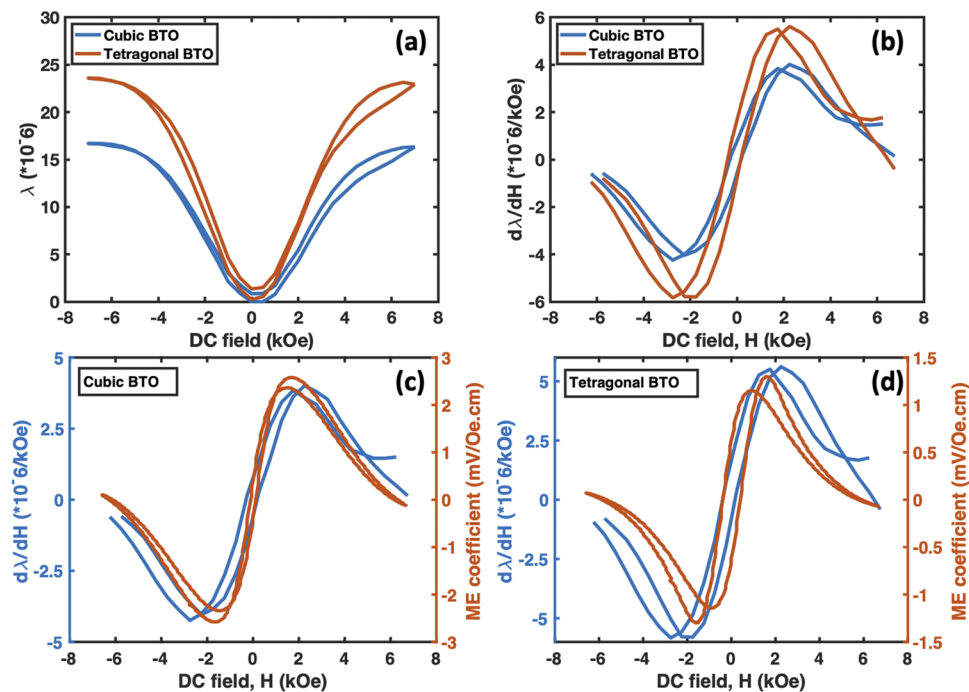 30
25
20
15
10
5
0
λ (*10^-6)
Cubic BTO
Tetragonal BTO
(a)
-8 -6 -4 -2 0 2 4 6 8
DC field (kOe)
6
4
2
0
-2
-4
-6
dλ/dH (*10^-6/kOe)
Cubic BTO
Tetragonal BTO
(b)
-8 -6 -4 -2 0 2 4 6 8
DC field, H (kOe)
5
2.5
0
-2.5
-5
dλ/dH (*10^-6/kOe)
Cubic BTO
(c)
3
2
1
0
-1
-2
-3
ME coefficient (mV/Oe.cm)
-8 -6 -4 -2 0 2 4 6 8
DC field, H (kOe)
5
2.5
0
-2.5
-5
dλ/dH (*10^-6/kOe)
Tetragonal BTO
(d)
1.5
1
0.5
0
-0.5
-1
-1.5
ME coefficient (mV/Oe.cm)
-8 -6 -4 -2 0 2 4 6 8
DC field, H (kOe)